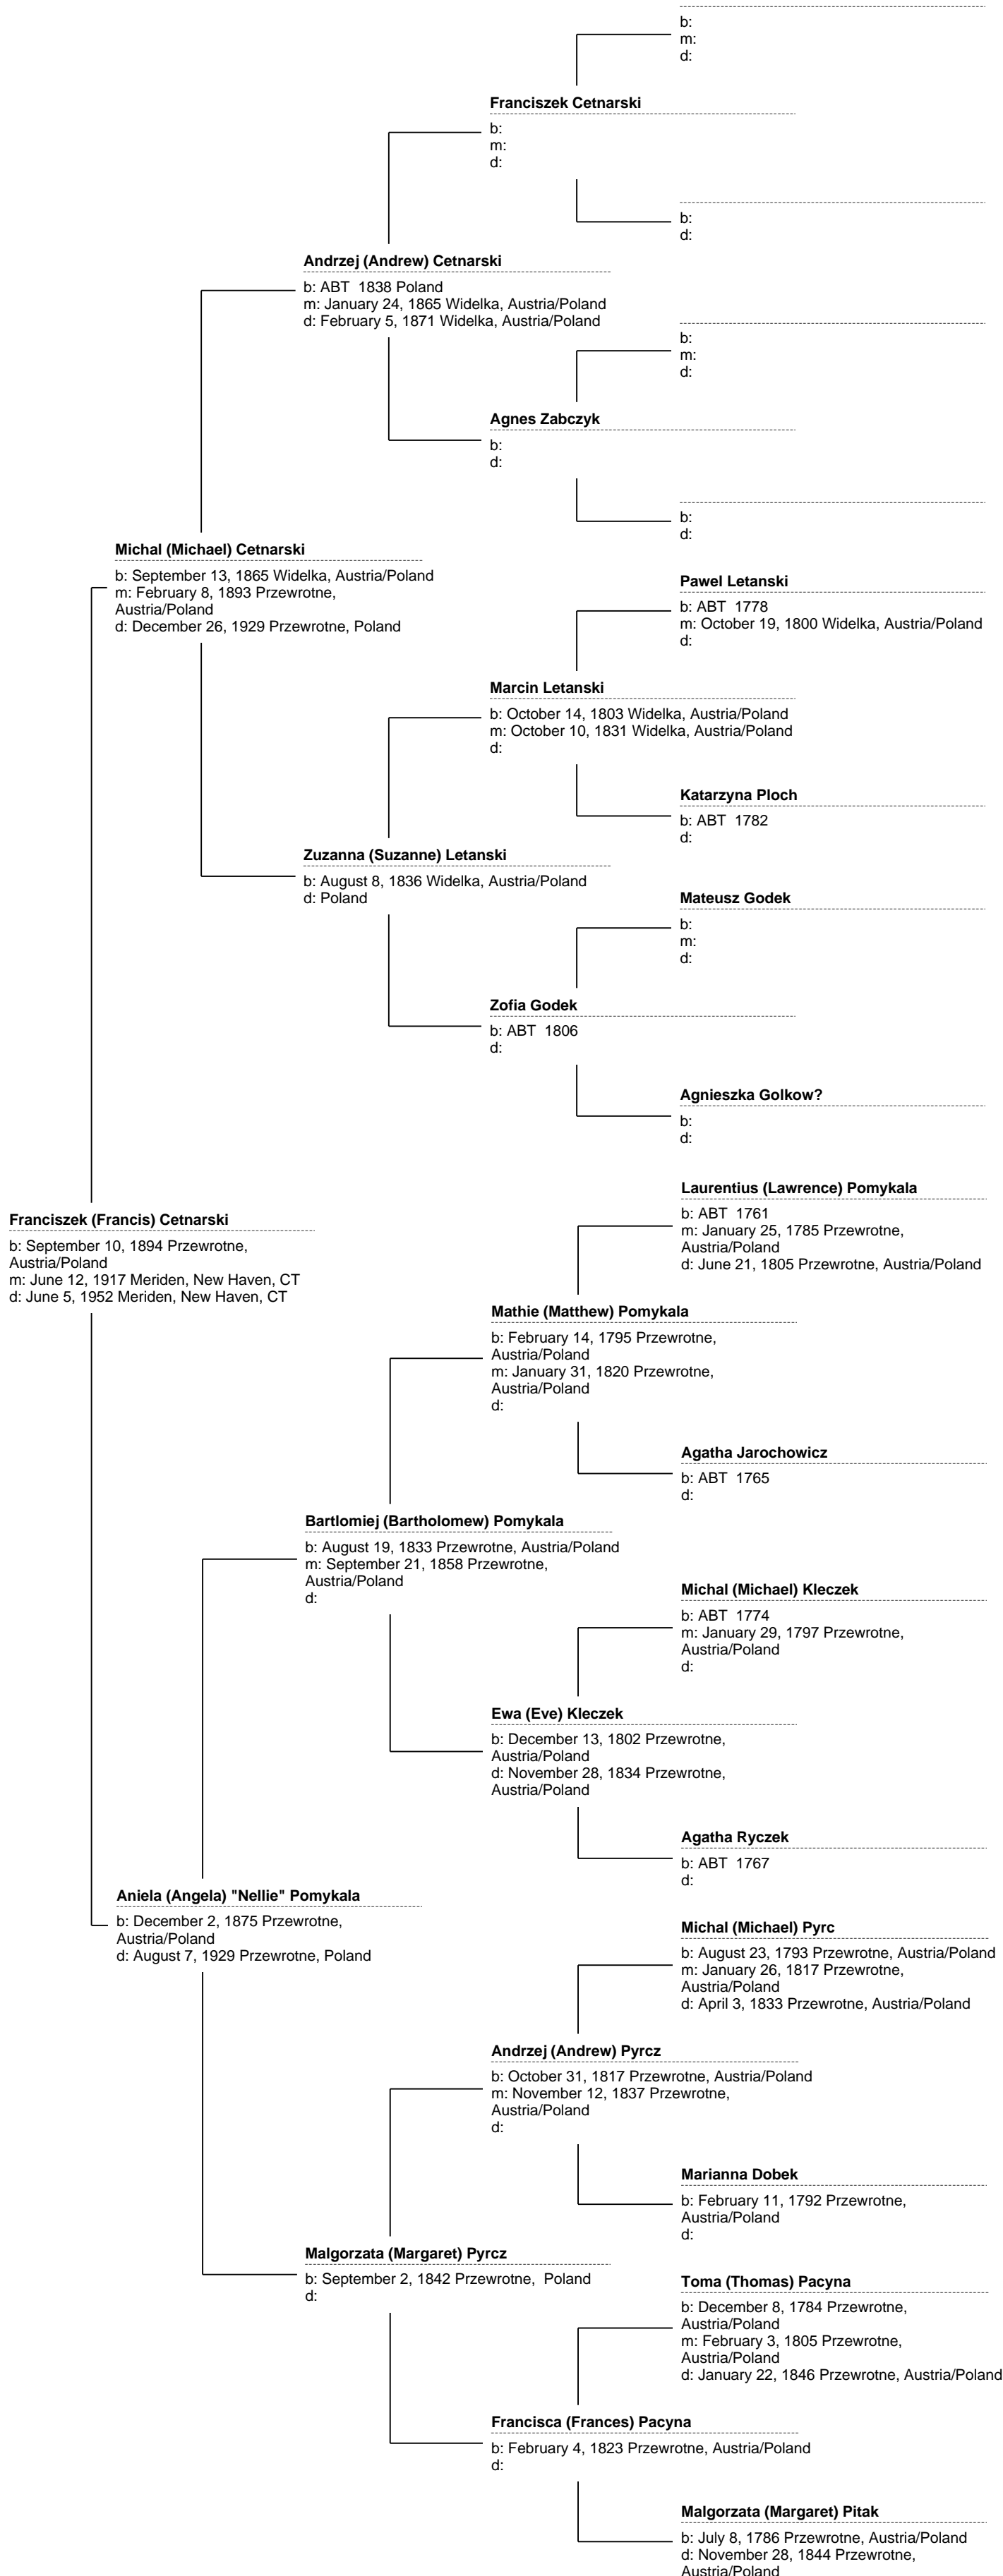 b:
m:
d:
Franciszek Cetnarski
b:
m:
d:
b:
d:
Andrzej (Andrew) Cetnarski
b: ABT 1838 Poland
m: January 24, 1865 Widelka, Austria/Poland
d: February 5, 1871 Widelka, Austria/Poland
b:
m:
d:
Agnes Zabczyk
b:
d:
b:
d:
Michal (Michael) Cetnarski
b: September 13, 1865 Widelka, Austria/Poland
m: February 8, 1893 Przewrotne,
Austria/Poland
d: December 26, 1929 Przewrotne, Poland
Pawel Letanski
b: ABT 1778
m: October 19, 1800 Widelka, Austria/Poland
d:
Marcin Letanski
b: October 14, 1803 Widelka, Austria/Poland
m: October 10, 1831 Widelka, Austria/Poland
d:
Katarzyna Ploch
b: ABT 1782
d:
Zuzanna (Suzanne) Letanski
b: August 8, 1836 Widelka, Austria/Poland
d: Poland
Mateusz Godek
b:
m:
d:
Zofia Godek
b: ABT 1806
d:
Agnieszka Golkow?
b:
d:
Franciszek (Francis) Cetnarski
b: September 10, 1894 Przewrotne,
Austria/Poland
m: June 12, 1917 Meriden, New Haven, CT
d: June 5, 1952 Meriden, New Haven, CT
Laurentius (Lawrence) Pomykala
b: ABT 1761
m: January 25, 1785 Przewrotne,
Austria/Poland
d: June 21, 1805 Przewrotne, Austria/Poland
Mathie (Matthew) Pomykala
b: February 14, 1795 Przewrotne,
Austria/Poland
m: January 31, 1820 Przewrotne,
Austria/Poland
d:
Agatha Jarochowicz
b: ABT 1765
d:
Bartlomiej (Bartholomew) Pomykala
b: August 19, 1833 Przewrotne, Austria/Poland
m: September 21, 1858 Przewrotne,
Austria/Poland
d:
Michal (Michael) Kleczek
b: ABT 1774
m: January 29, 1797 Przewrotne,
Austria/Poland
d:
Ewa (Eve) Kleczek
b: December 13, 1802 Przewrotne,
Austria/Poland
d: November 28, 1834 Przewrotne,
Austria/Poland
Agatha Ryczek
b: ABT 1767
d:
Aniela (Angela) "Nellie" Pomykala
b: December 2, 1875 Przewrotne,
Austria/Poland
d: August 7, 1929 Przewrotne, Poland
Michal (Michael) Pyrc
b: August 23, 1793 Przewrotne, Austria/Poland
m: January 26, 1817 Przewrotne,
Austria/Poland
d: April 3, 1833 Przewrotne, Austria/Poland
Andrzej (Andrew) Pyrcz
b: October 31, 1817 Przewrotne, Austria/Poland
m: November 12, 1837 Przewrotne,
Austria/Poland
d:
Marianna Dobek
b: February 11, 1792 Przewrotne,
Austria/Poland
d:
Malgorzata (Margaret) Pyrcz
b: September 2, 1842 Przewrotne, Poland
d:
Toma (Thomas) Pacyna
b: December 8, 1784 Przewrotne,
Austria/Poland
m: February 3, 1805 Przewrotne,
Austria/Poland
d: January 22, 1846 Przewrotne, Austria/Poland
Francisca (Frances) Pacyna
b: February 4, 1823 Przewrotne, Austria/Poland
d:
Malgorzata (Margaret) Pitak
b: July 8, 1786 Przewrotne, Austria/Poland
d: November 28, 1844 Przewrotne,
Austria/Poland